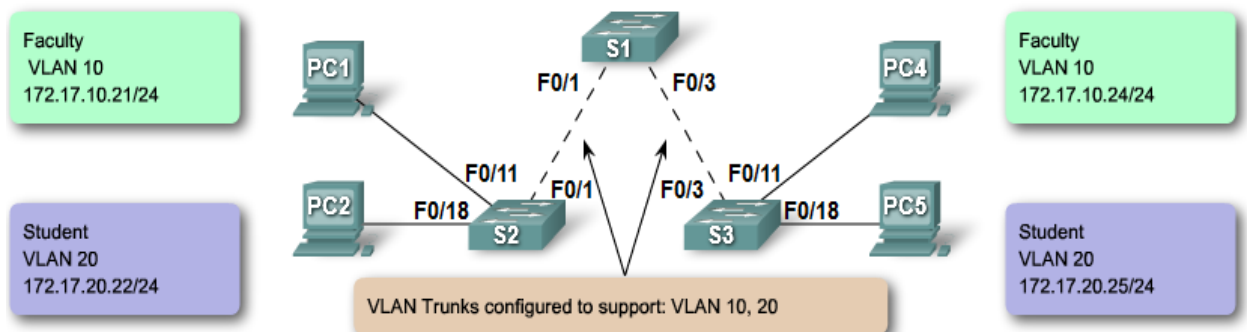 Faculty
VLAN 10
172.17.10.21/24
PC1
S1
F0/1
F0/3
PC4
Faculty
VLAN 10
172.17.10.24/24
F0/11
F0/1
F0/3
F0/11
PC2
F0/18
S2
S3
F0/18
PC5
Student
VLAN 20
172.17.20.22/24
Student
VLAN 20
172.17.20.25/24
VLAN Trunks configured to support: VLAN 10, 20